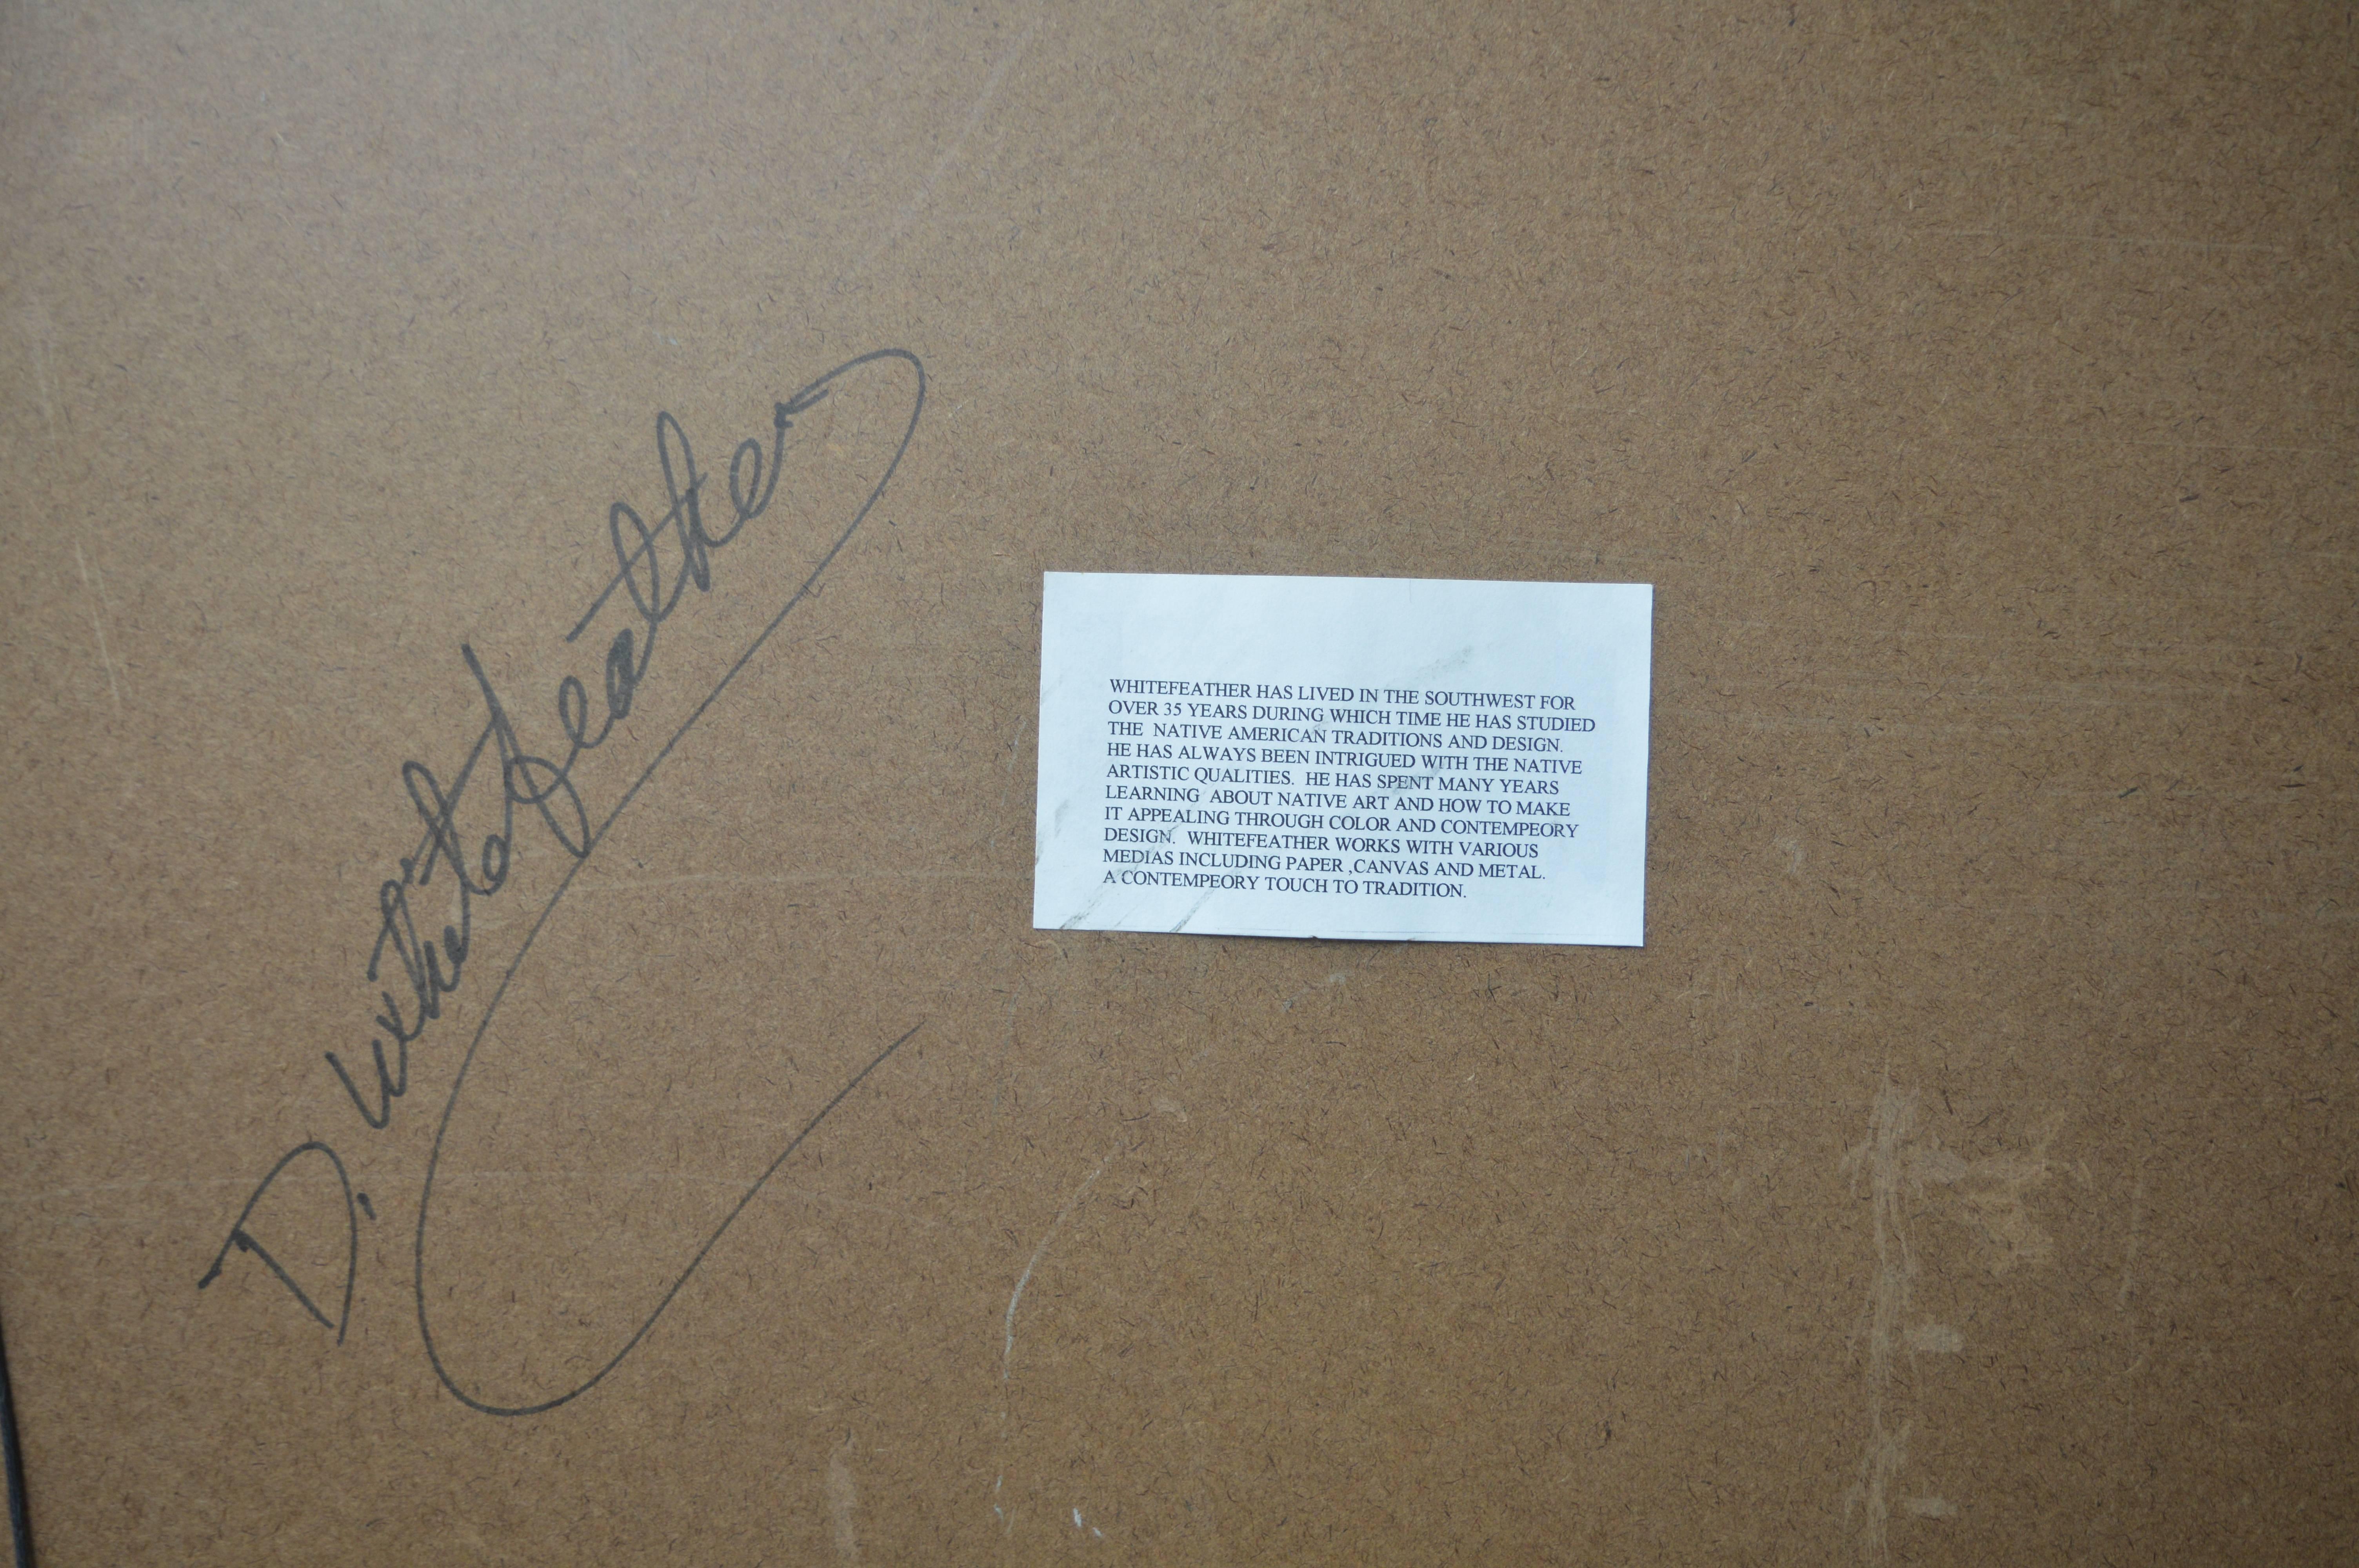 D. Whitefeather
WHITEFEATHER HAS LIVED IN THE SOUTHWEST FOR
OVER 35 YEARS DURING WHICH TIME HE HAS STUDIED
THE NATIVE AMERICAN TRADITIONS AND DESIGN.
HE HAS ALWAYS BEEN INTRIGUED WITH THE NATIVE
ARTISTIC QUALITIES. HE HAS SPENT MANY YEARS
LEARNING ABOUT NATIVE ART AND HOW TO MAKE
IT APPEALING THROUGH COLOR AND CONTEMPEORY
DESIGN. WHITEFEATHER WORKS WITH VARIOUS
MEDIAS INCLUDING PAPER ,CANVAS AND METAL.
A CONTEMPEORY TOUCH TO TRADITION.